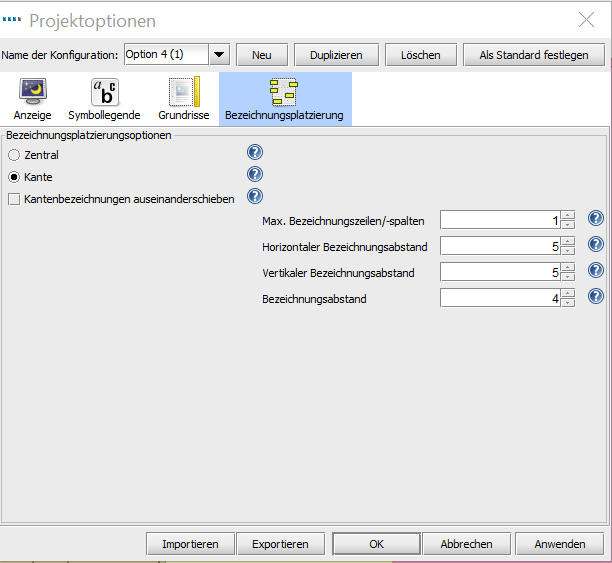 Projektoptionen
Name der Konfiguration: Option 4 (1) Neu Duplizieren Löschen Als Standard festlegen
a b c
Anzeige Symbollegende Grundrisse Bezeichnungsplatzierung
Bezeichnungsplatzierungsoptionen
Zentral ?
Kante ?
Kantenbezeichnungen auseinanderschieben ?
Max. Bezeichnungszeilen/-spalten 1 ?
Horizontaler Bezeichnungsabstand 5 ?
Vertikaler Bezeichnungsabstand 5 ?
Bezeichnungsabstand 4 ?
Importieren Exportieren OK Abbrechen Anwenden